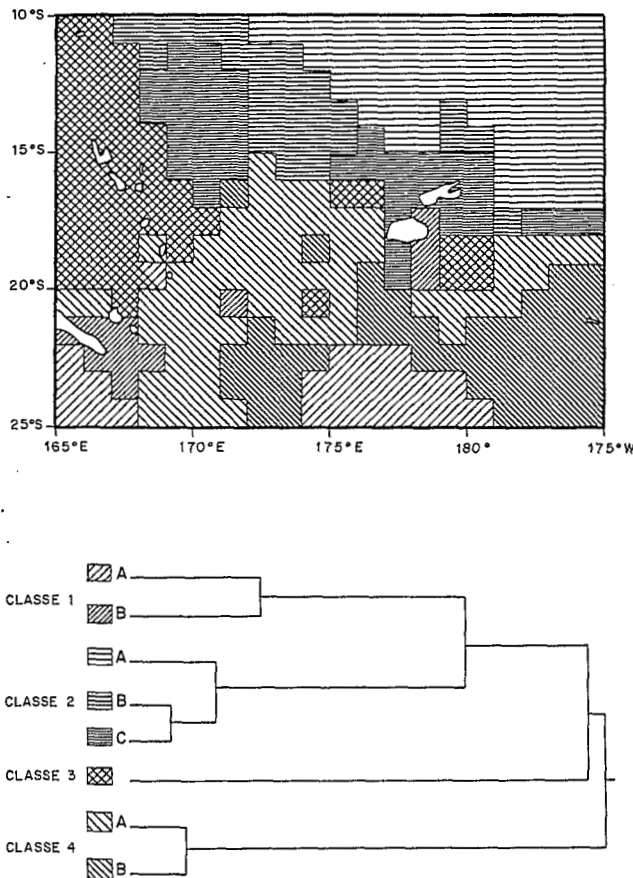 10°S
15°S
20°S
25°S
165°E 170°E 175°E 180° 175°W
A
CLASSE 1
B
A
CLASSE 2 B
C
CLASSE 3
A
CLASSE 4
B